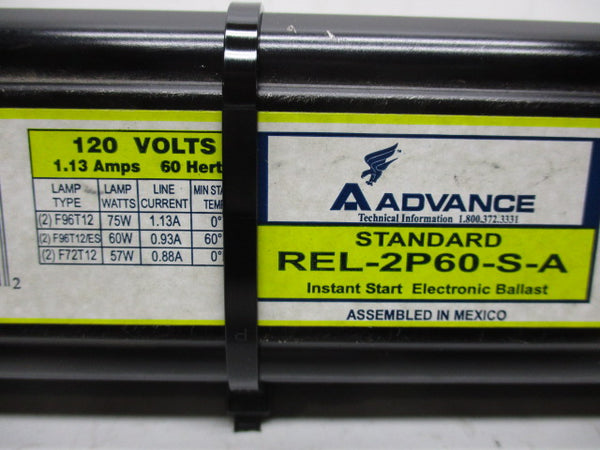 120 VOLTS
1.13 Amps 60 Hert
LAMP TYPE LAMP WATTS LINE CURRENT MIN STA TEM
(2) F96T12 75W 1.13A 0°
(2) F96T12/ES 60W 0.93A 60°
(2) F72T12 57W 0.88A 0°
2
ADVANCE
Technical Information 1.800.372.3331
STANDARD
REL-2P60-S-A
Instant Start Electronic Ballast
ASSEMBLED IN MEXICO